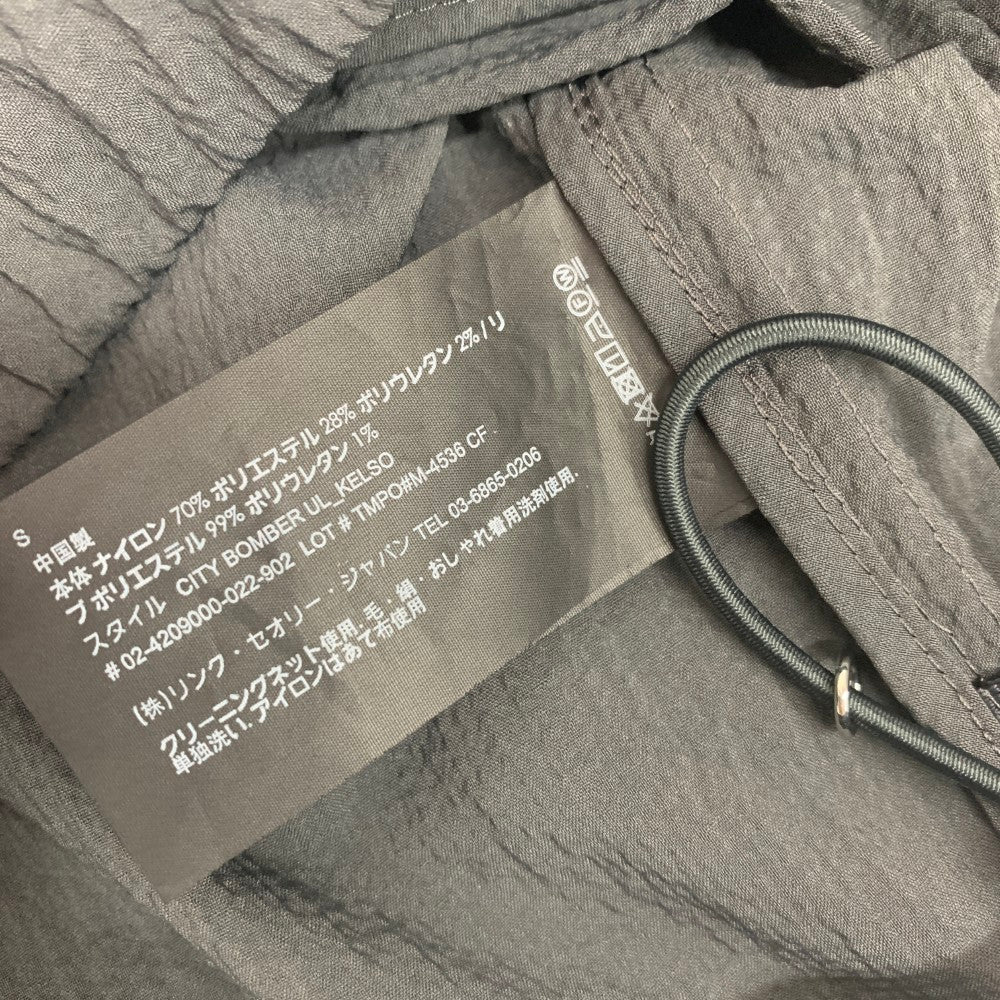 S
中国製
本体 ナイロン 70% ポリエステル 28% ポリウレタン 2% / リ
ブ ポリエステル 99% ポリウレタン 1%
スタイル CITY BOMBER UL_KELSO
# 02-4209000-022-902 LOT # TMPO#M-4536 CF
(株)リンク・セオリー・ジャパン TEL 03-6865-0206
クリーニングネット使用. 毛・絹・おしゃれ着用洗剤使用.
単独洗い. アイロンはあて布使用
W
F